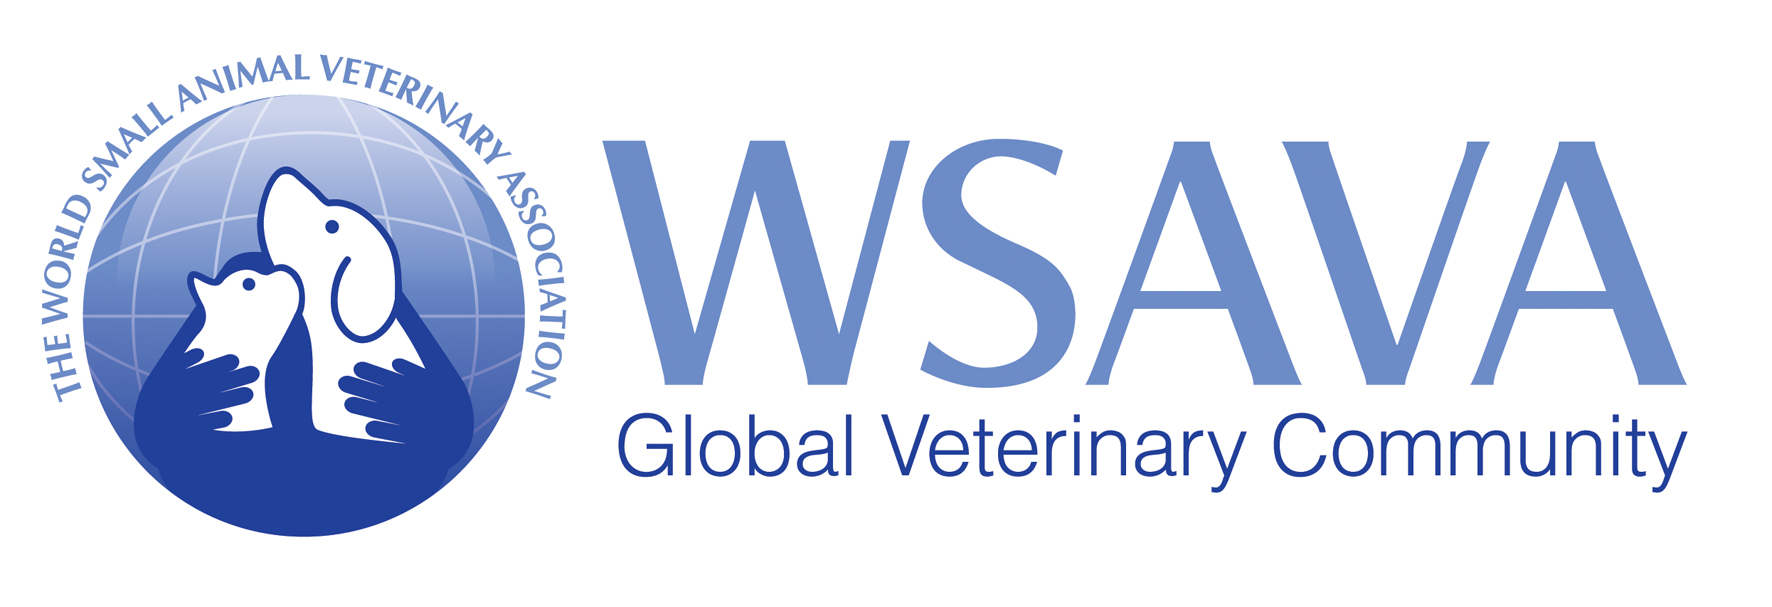 THE WORLD SMALL ANIMAL VETERINARY ASSOCIATION
WSAVA
Global Veterinary Community